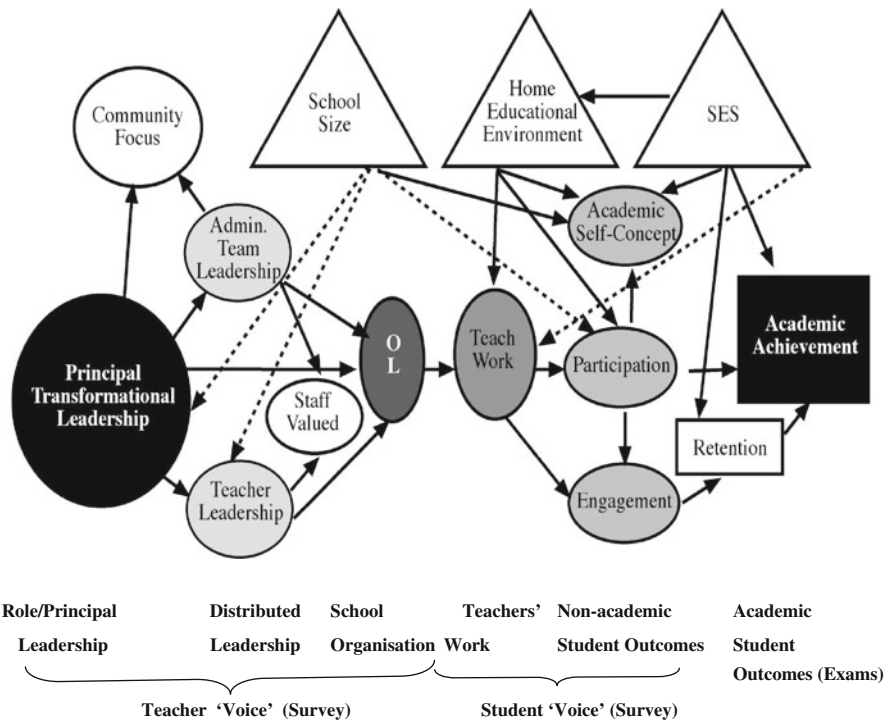 School
Size
Home
Educational
Environment
SES
Community
Focus
Admin.
Team
Leadership
Academic
Self-Concept
Principal
Transformational
Leadership
O
L
Teach
Work
Participation
Academic
Achievement
Staff
Valued
Retention
Teacher
Leadership
Engagement
Role/Principal
Leadership
Distributed
Leadership
School
Organisation
Teachers'
Work
Non-academic
Student Outcomes
Academic
Student
Outcomes (Exams)
Teacher 'Voice' (Survey)
Student 'Voice' (Survey)